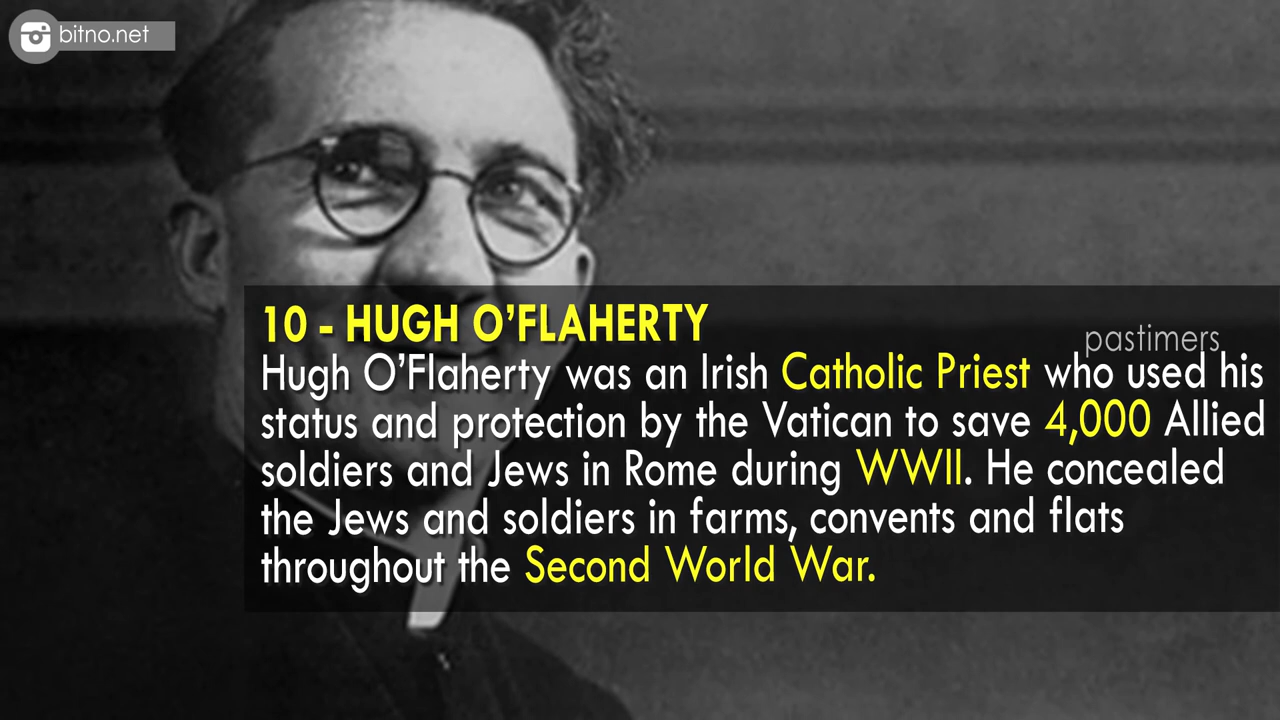 bitno.net
10 - HUGH O’FLAHERTY
pastimers
Hugh O’Flaherty was an Irish Catholic Priest who used his
status and protection by the Vatican to save 4,000 Allied
soldiers and Jews in Rome during WWII. He concealed
the Jews and soldiers in farms, convents and flats
throughout the Second World War.